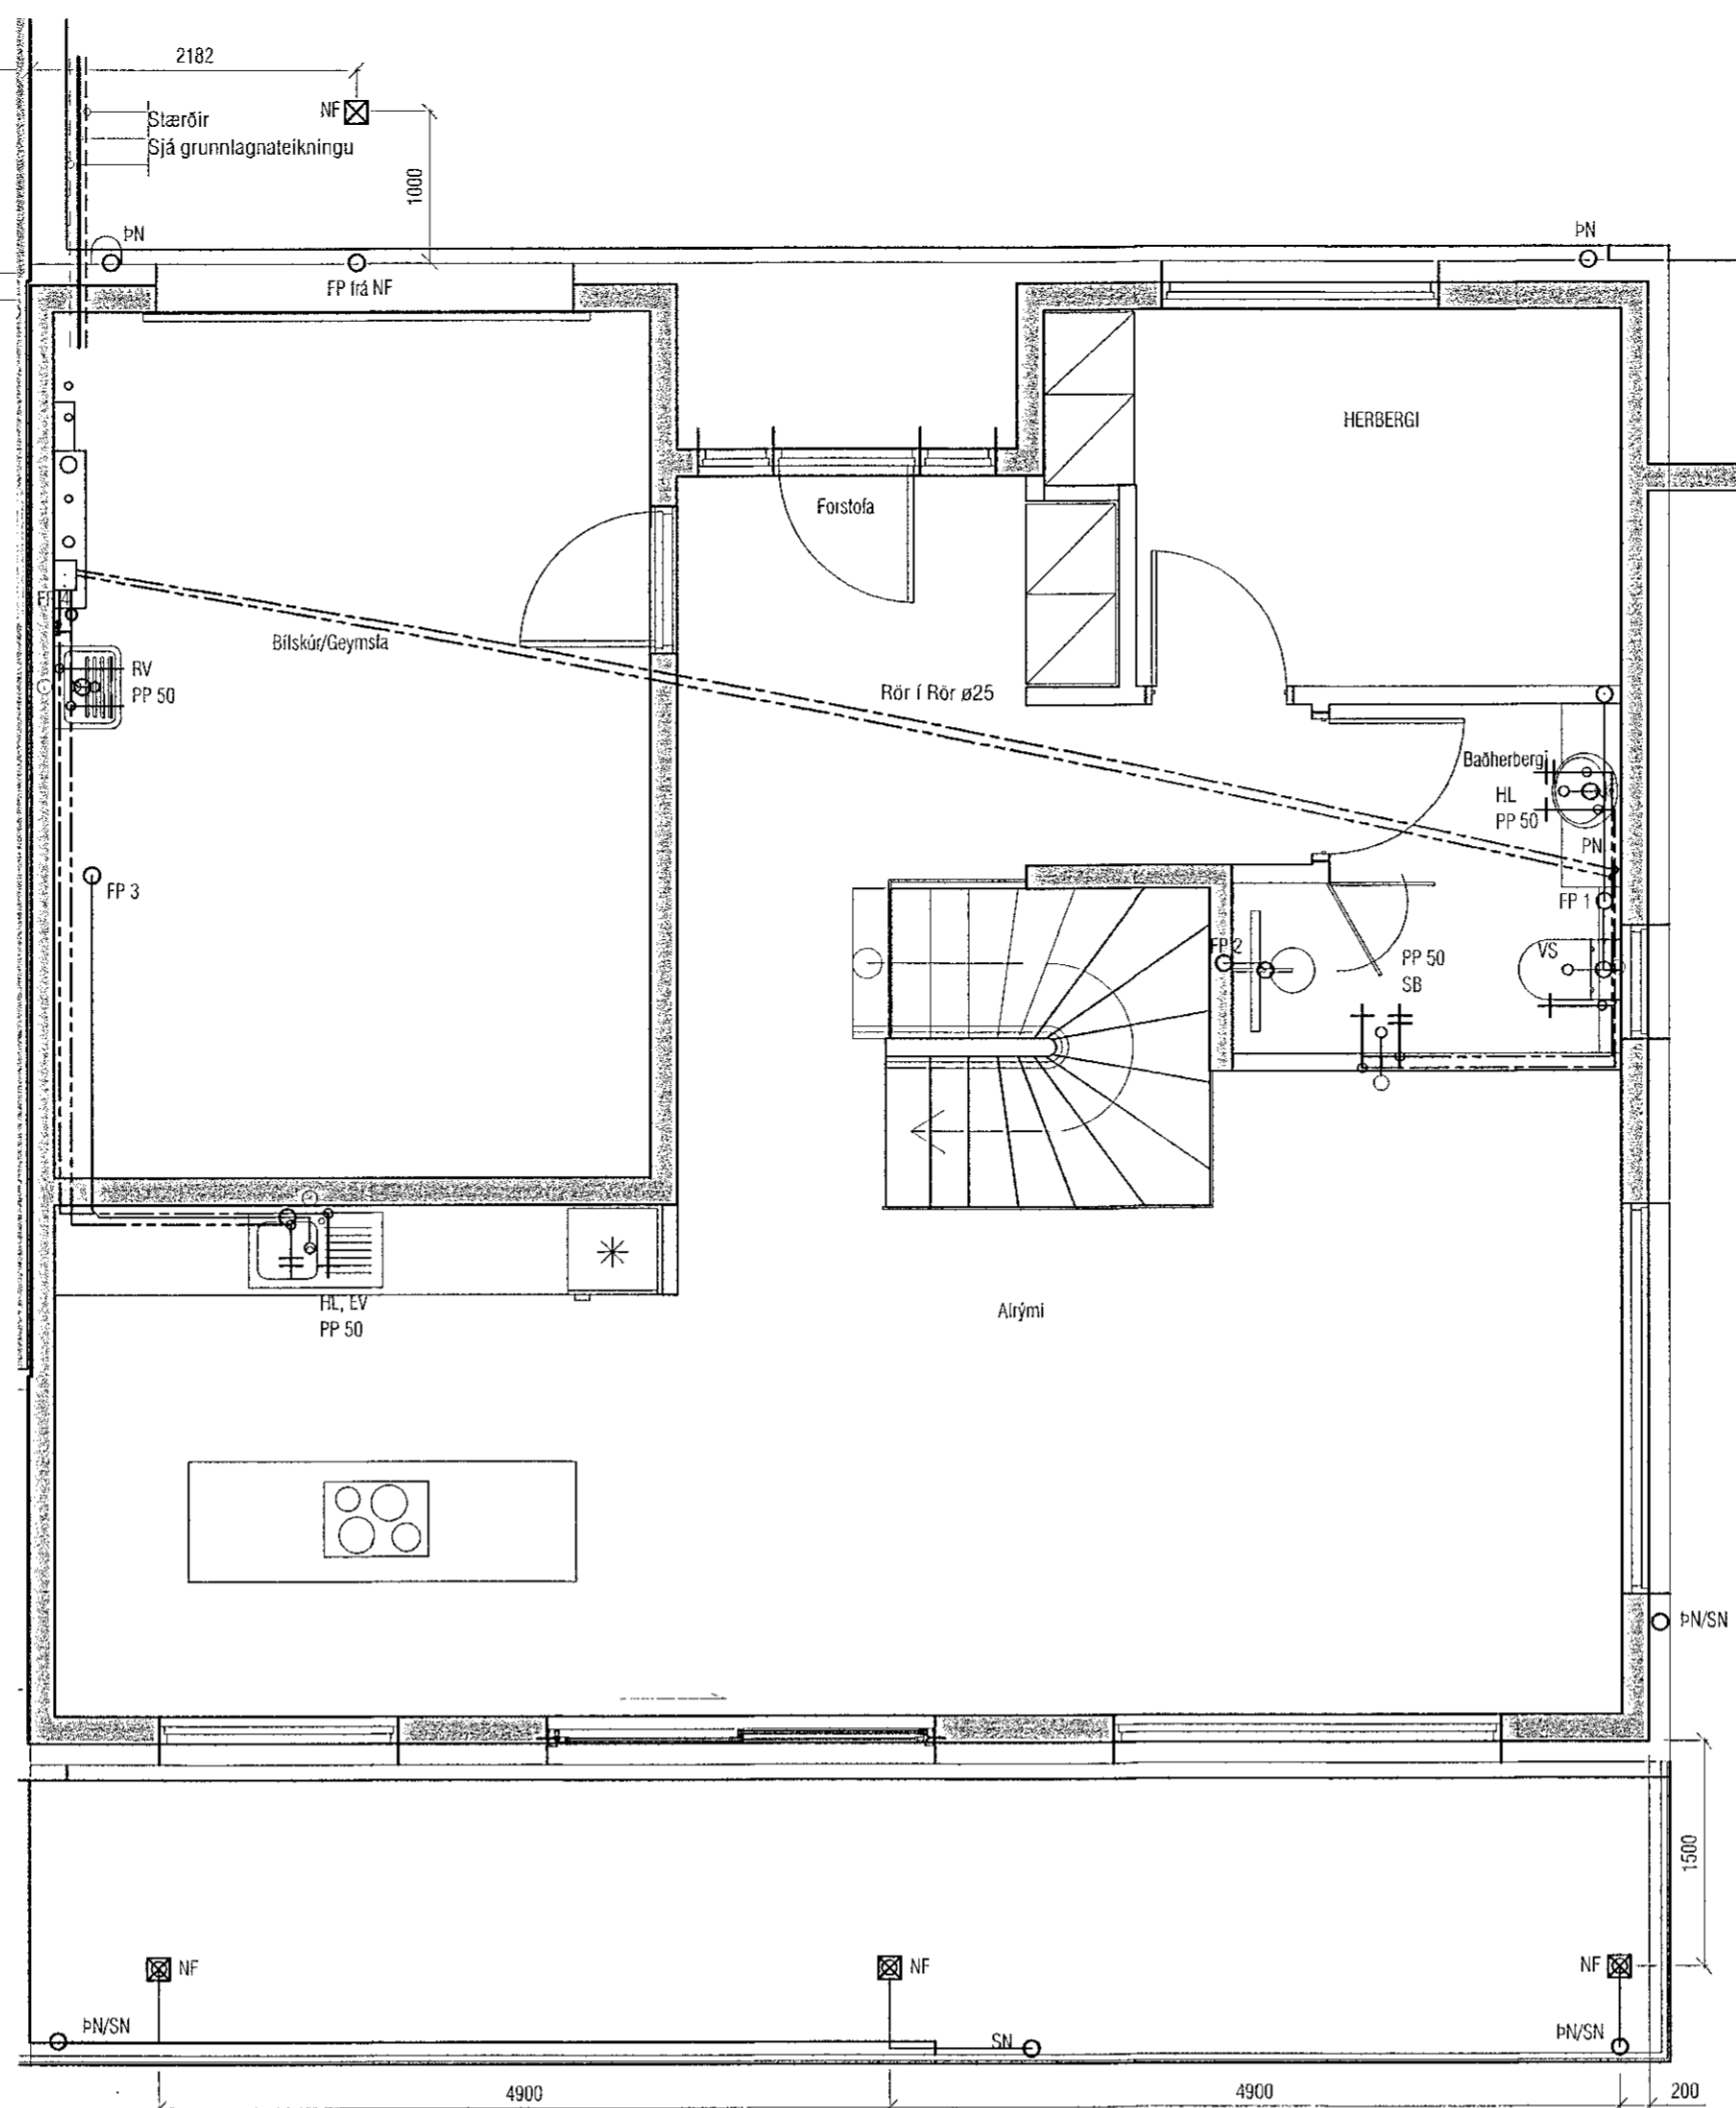 2182
NF
Stærðir
Sjá grunnlagnateikningu
1000
ÞN
ÞN
FP frá NF
HERBERGI
Forstofa
Bílskúr/Geymsla
RV
PP 50
Rör í Rör ø25
Baðherbergi
HL
PP 50
FP 3
FP 1
FP 2
VS
PP 50
SB
HL, EV
PP 50
Alrými
ÞN/SN
1500
NF
NF
NF
ÞN/SN
SN
ÞN/SN
4900
4900
200